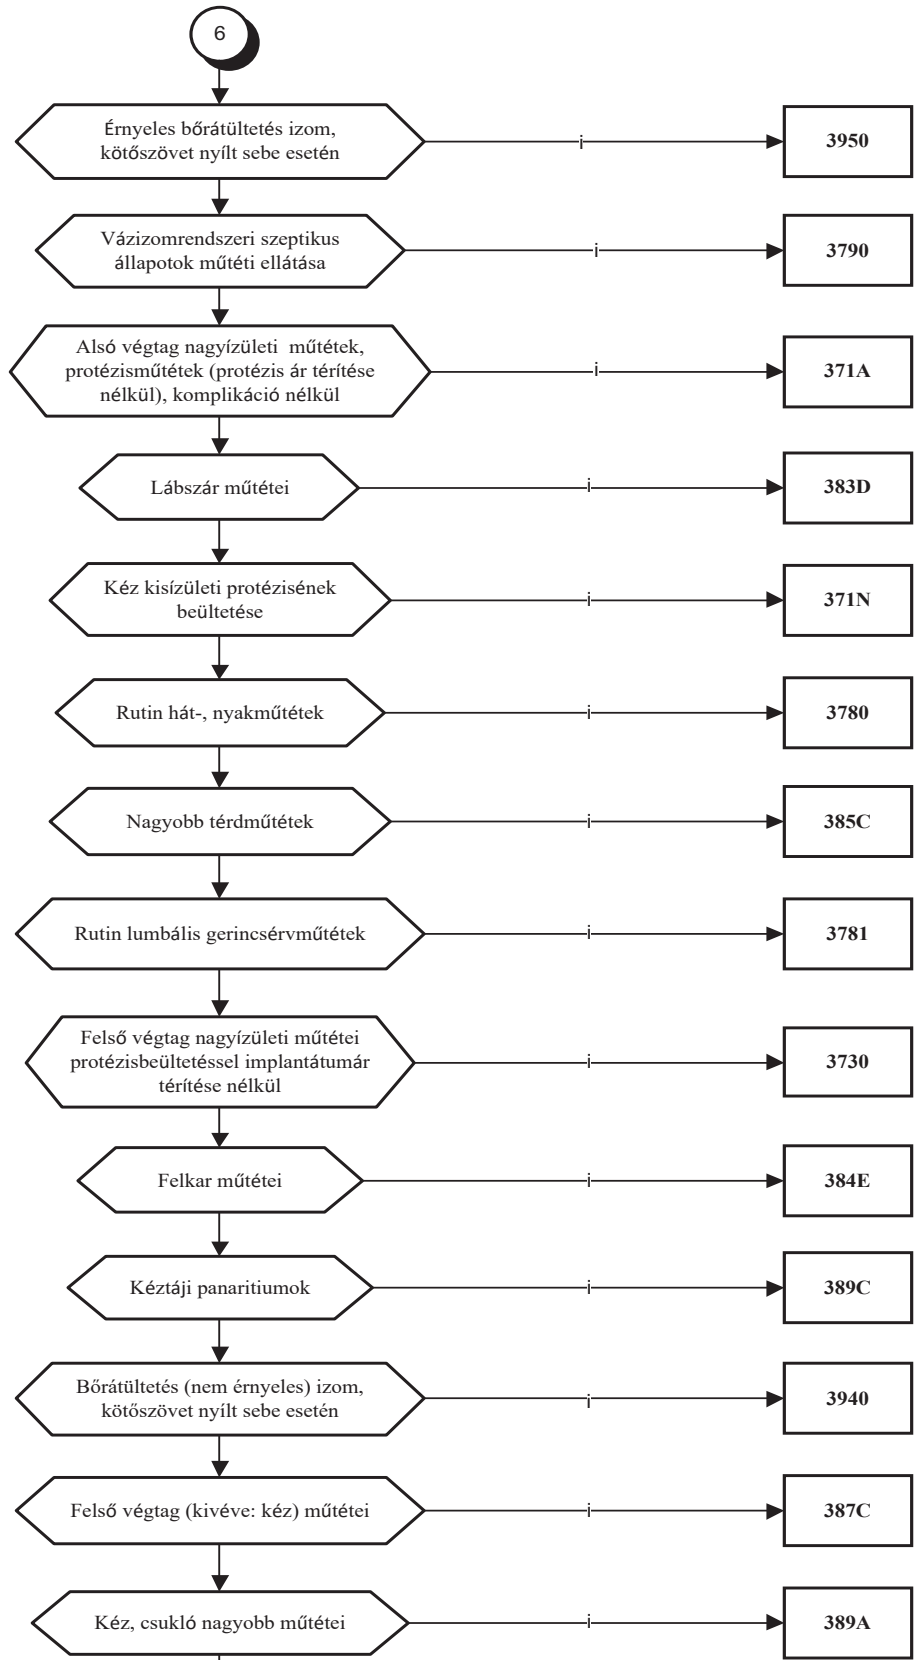 6
Érnyeles bőrátültetés izom,
kötőszövet nyílt sebe esetén
i
3950
Vázizomrendszeri szeptikus
állapotok műtéti ellátása
i
3790
Alsó végtag nagyízületi műtétek,
protézisműtétek (protézis ár térítése
nélkül), komplikáció nélkül
i
371A
Lábszár műtétei
i
383D
Kéz kisízületi protézisének
beültetése
i
371N
Rutin hát-, nyakműtétek
i
3780
Nagyobb térdműtétek
i
385C
Rutin lumbális gerincsérvműtétek
i
3781
Felső végtag nagyízületi műtétei
protézisbeültetéssel implantátumár
térítése nélkül
i
3730
Felkar műtétei
i
384E
Kéztáji panaritiumok
i
389C
Bőrátültetés (nem érnyeles) izom,
kötőszövet nyílt sebe esetén
i
3940
Felső végtag (kivéve: kéz) műtétei
i
387C
Kéz, csukló nagyobb műtétei
i
389A